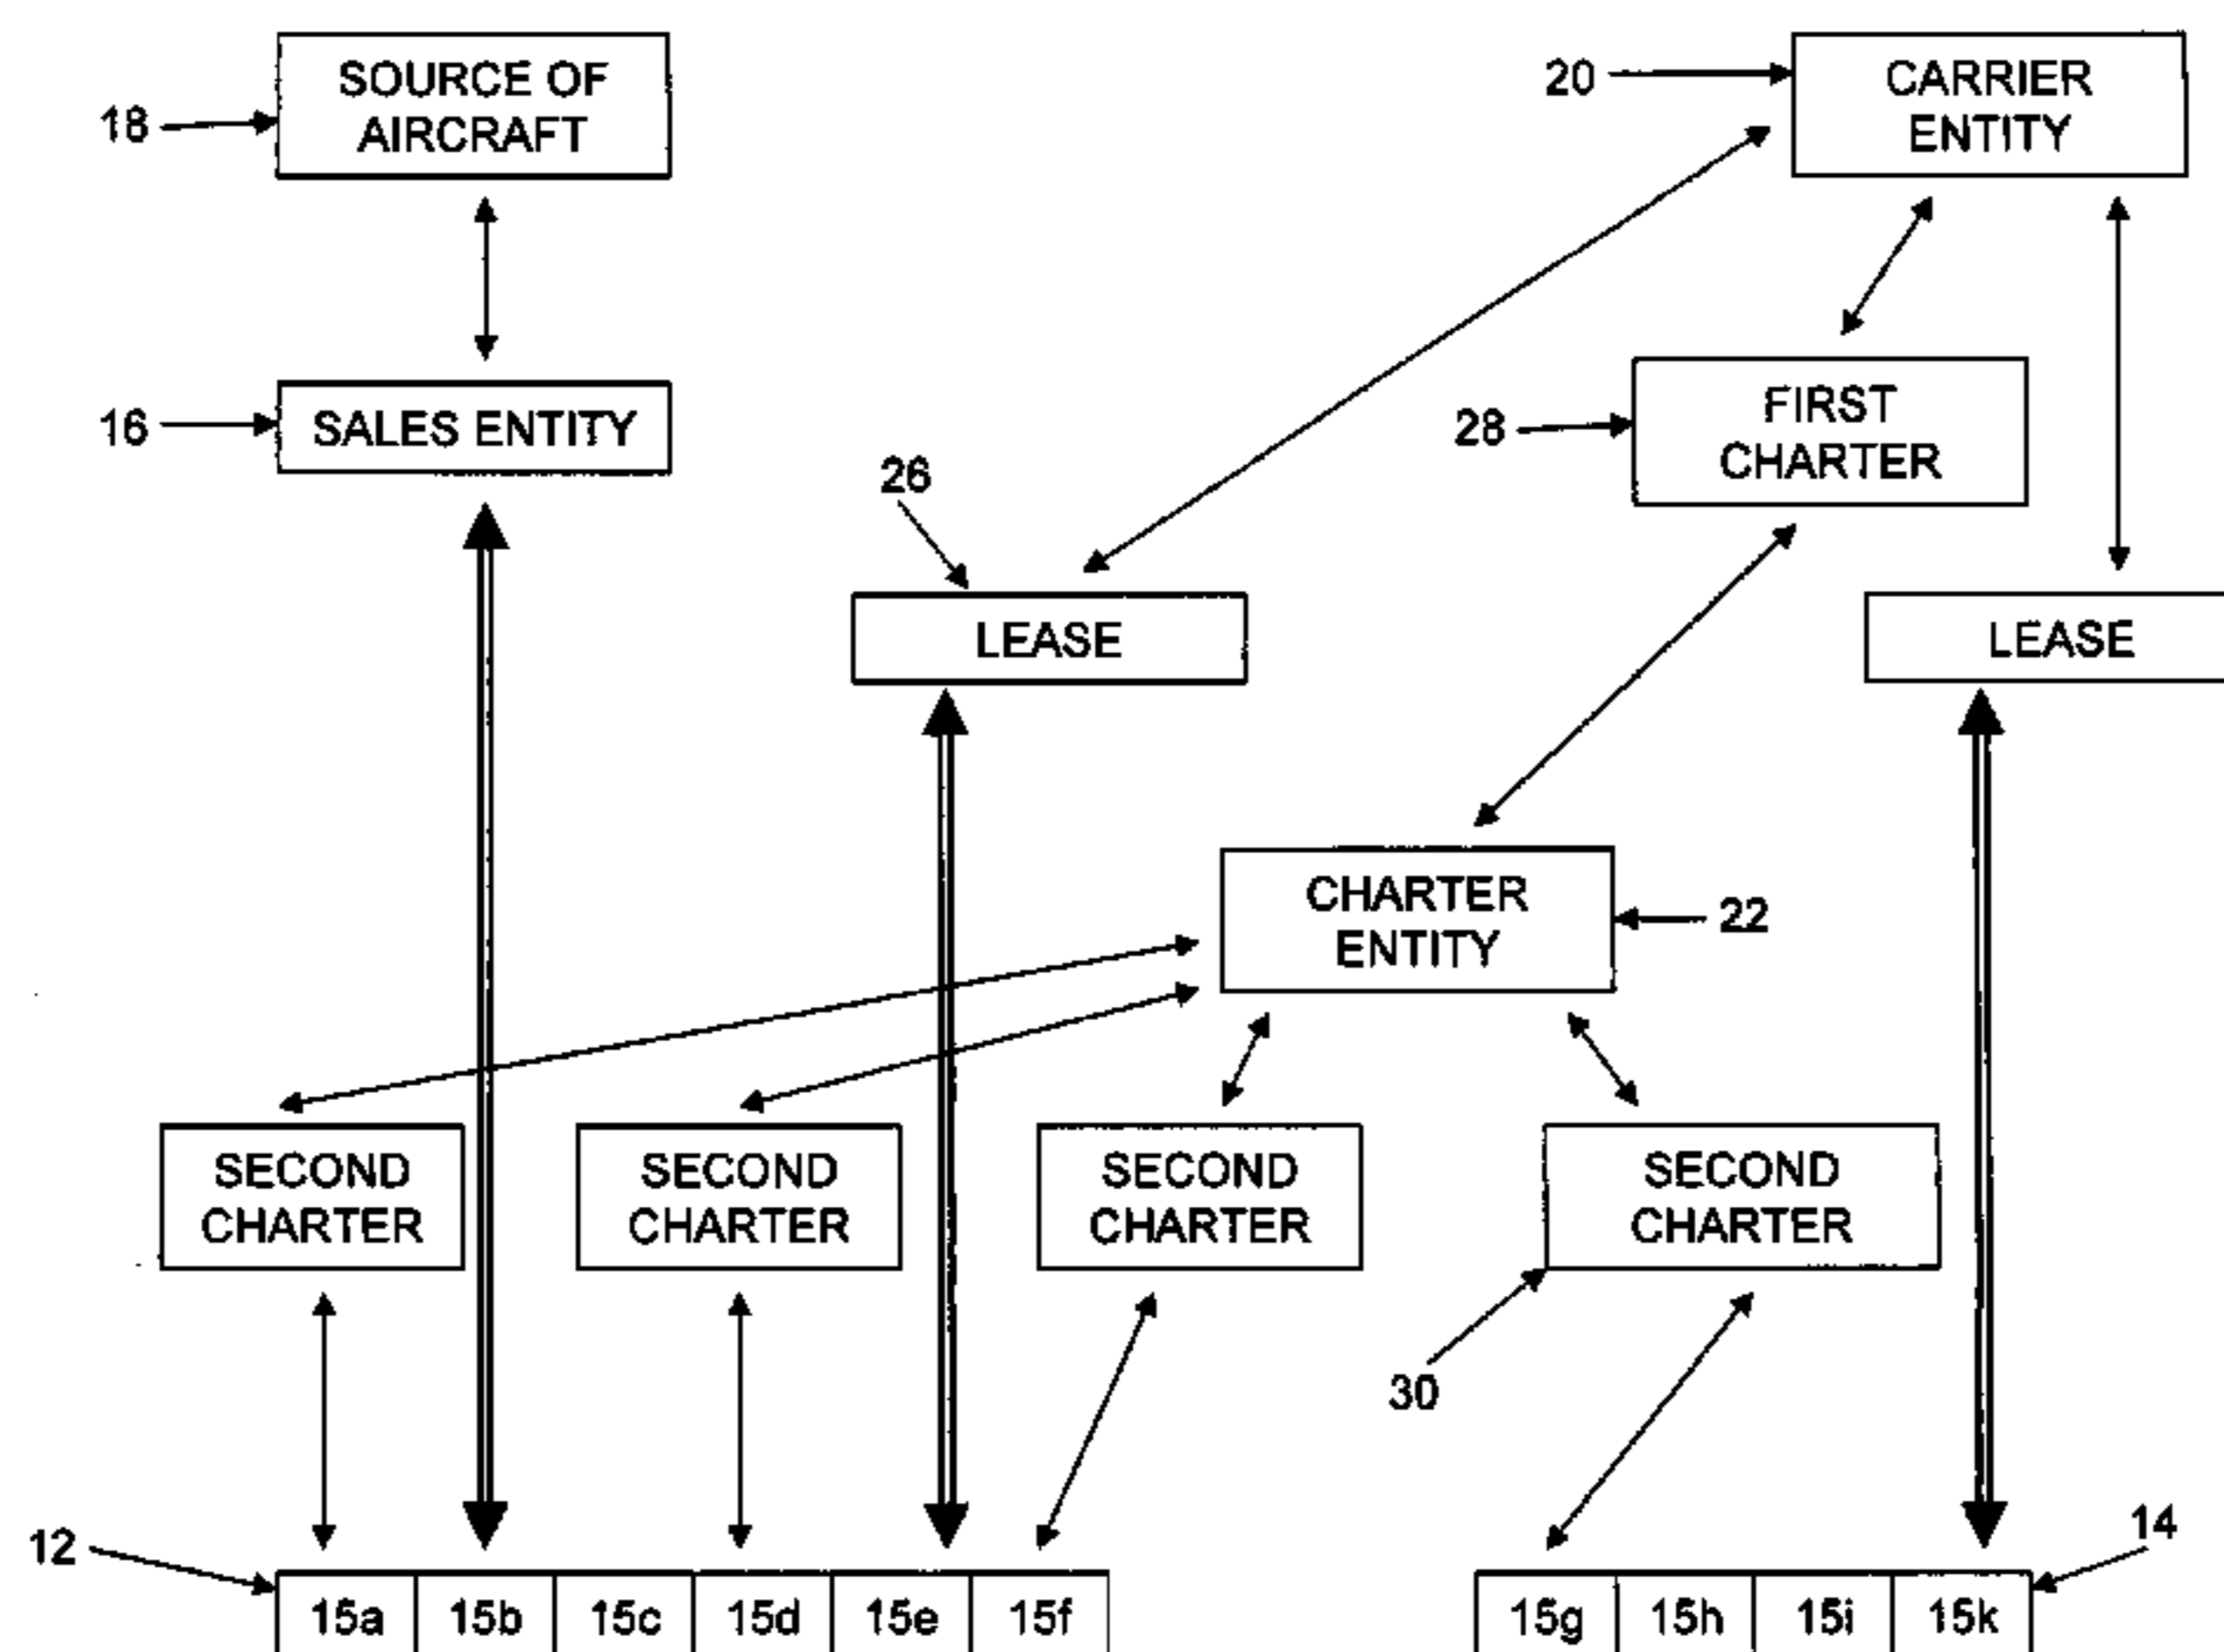 SOURCE OF
AIRCRAFT
18
20
CARRIER
ENTITY
16
SALES ENTITY
28
FIRST
CHARTER
26
LEASE
LEASE
CHARTER
ENTITY
22
SECOND
CHARTER
SECOND
CHARTER
SECOND
CHARTER
SECOND
CHARTER
30
12
14
15a 15b 15c 15d 15e 15f
15g 15h 15i 15k